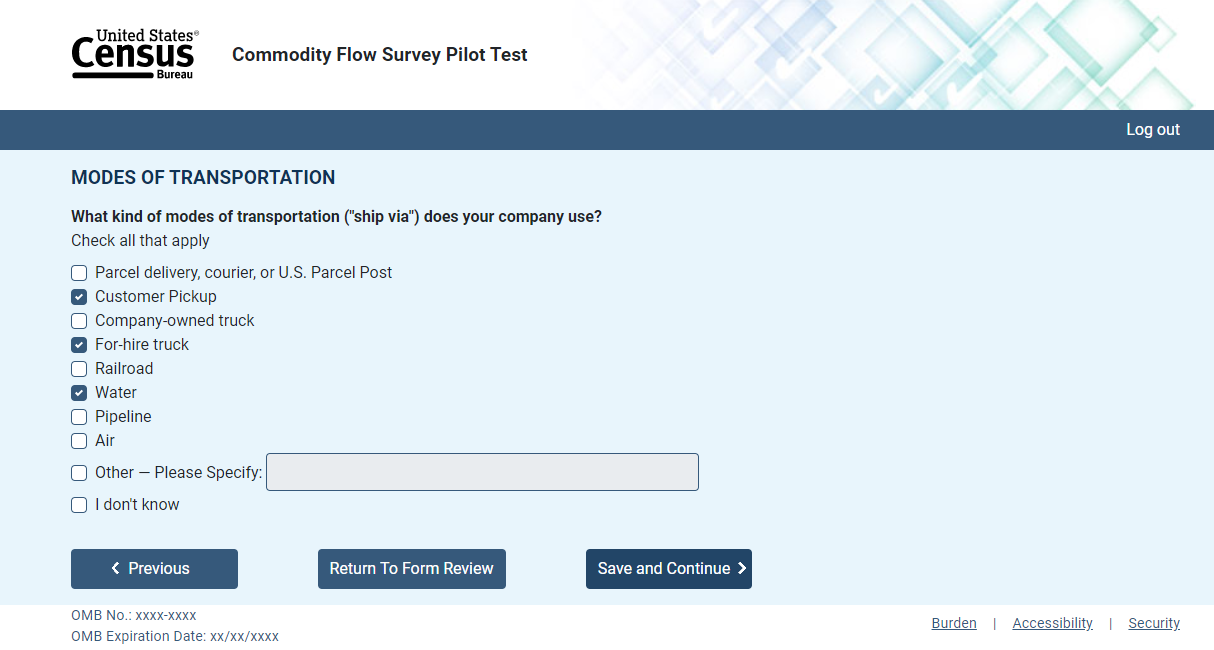 United States®
Census
Bureau
Commodity Flow Survey Pilot Test
Log out
MODES OF TRANSPORTATION
What kind of modes of transportation ("ship via") does your company use?
Check all that apply
Parcel delivery, courier, or U.S. Parcel Post
Customer Pickup
Company-owned truck
For-hire truck
Railroad
Water
Pipeline
Air
Other — Please Specify:
I don't know
Previous
Return To Form Review
Save and Continue
OMB No.: xxxx-xxxx
OMB Expiration Date: xx/xx/xxxx
Burden | Accessibility | Security